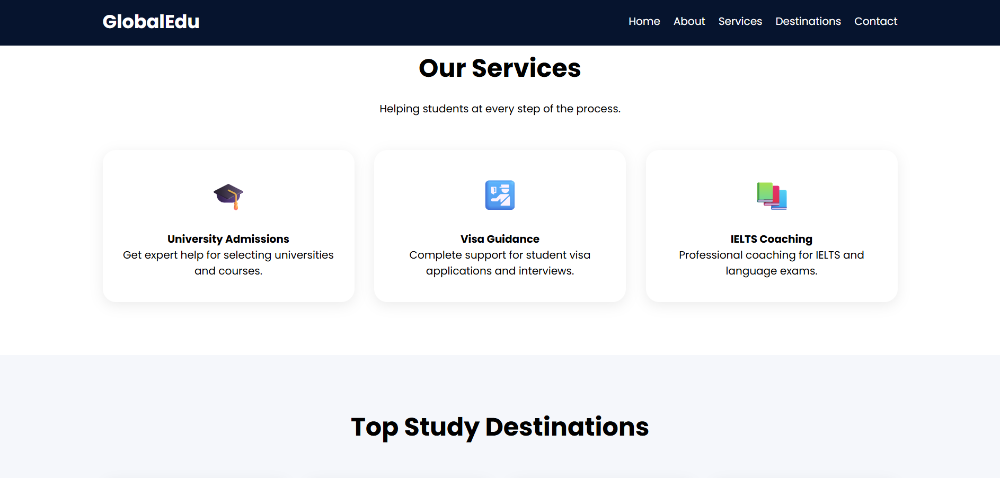 GlobalEdu
Home About Services Destinations Contact
Our Services
Helping students at every step of the process.
University Admissions
Get expert help for selecting universities
and courses.
Visa Guidance
Complete support for student visa
applications and interviews.
IELTS Coaching
Professional coaching for IELTS and
language exams.
Top Study Destinations